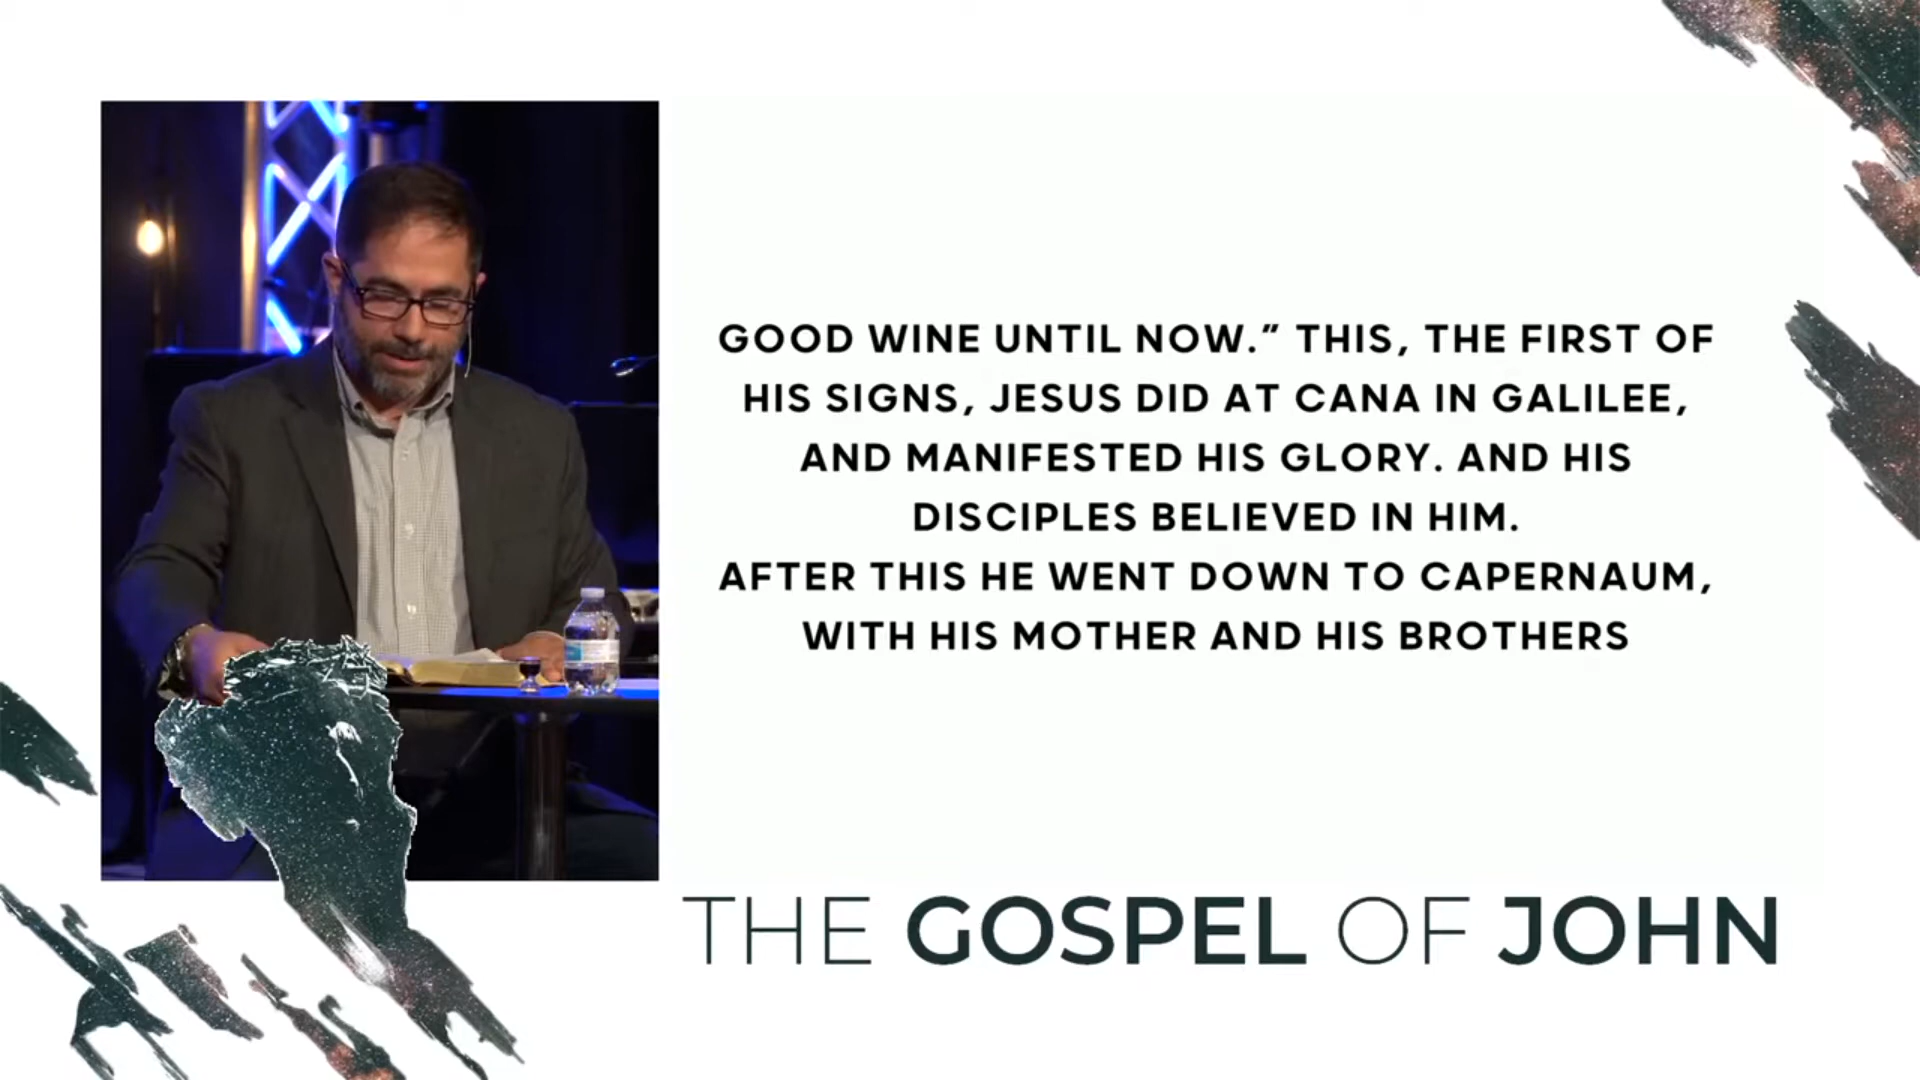 GOOD WINE UNTIL NOW.” THIS, THE FIRST OF
HIS SIGNS, JESUS DID AT CANA IN GALILEE,
AND MANIFESTED HIS GLORY. AND HIS
DISCIPLES BELIEVED IN HIM.
AFTER THIS HE WENT DOWN TO CAPERNAUM,
WITH HIS MOTHER AND HIS BROTHERS
THE GOSPEL OF JOHN